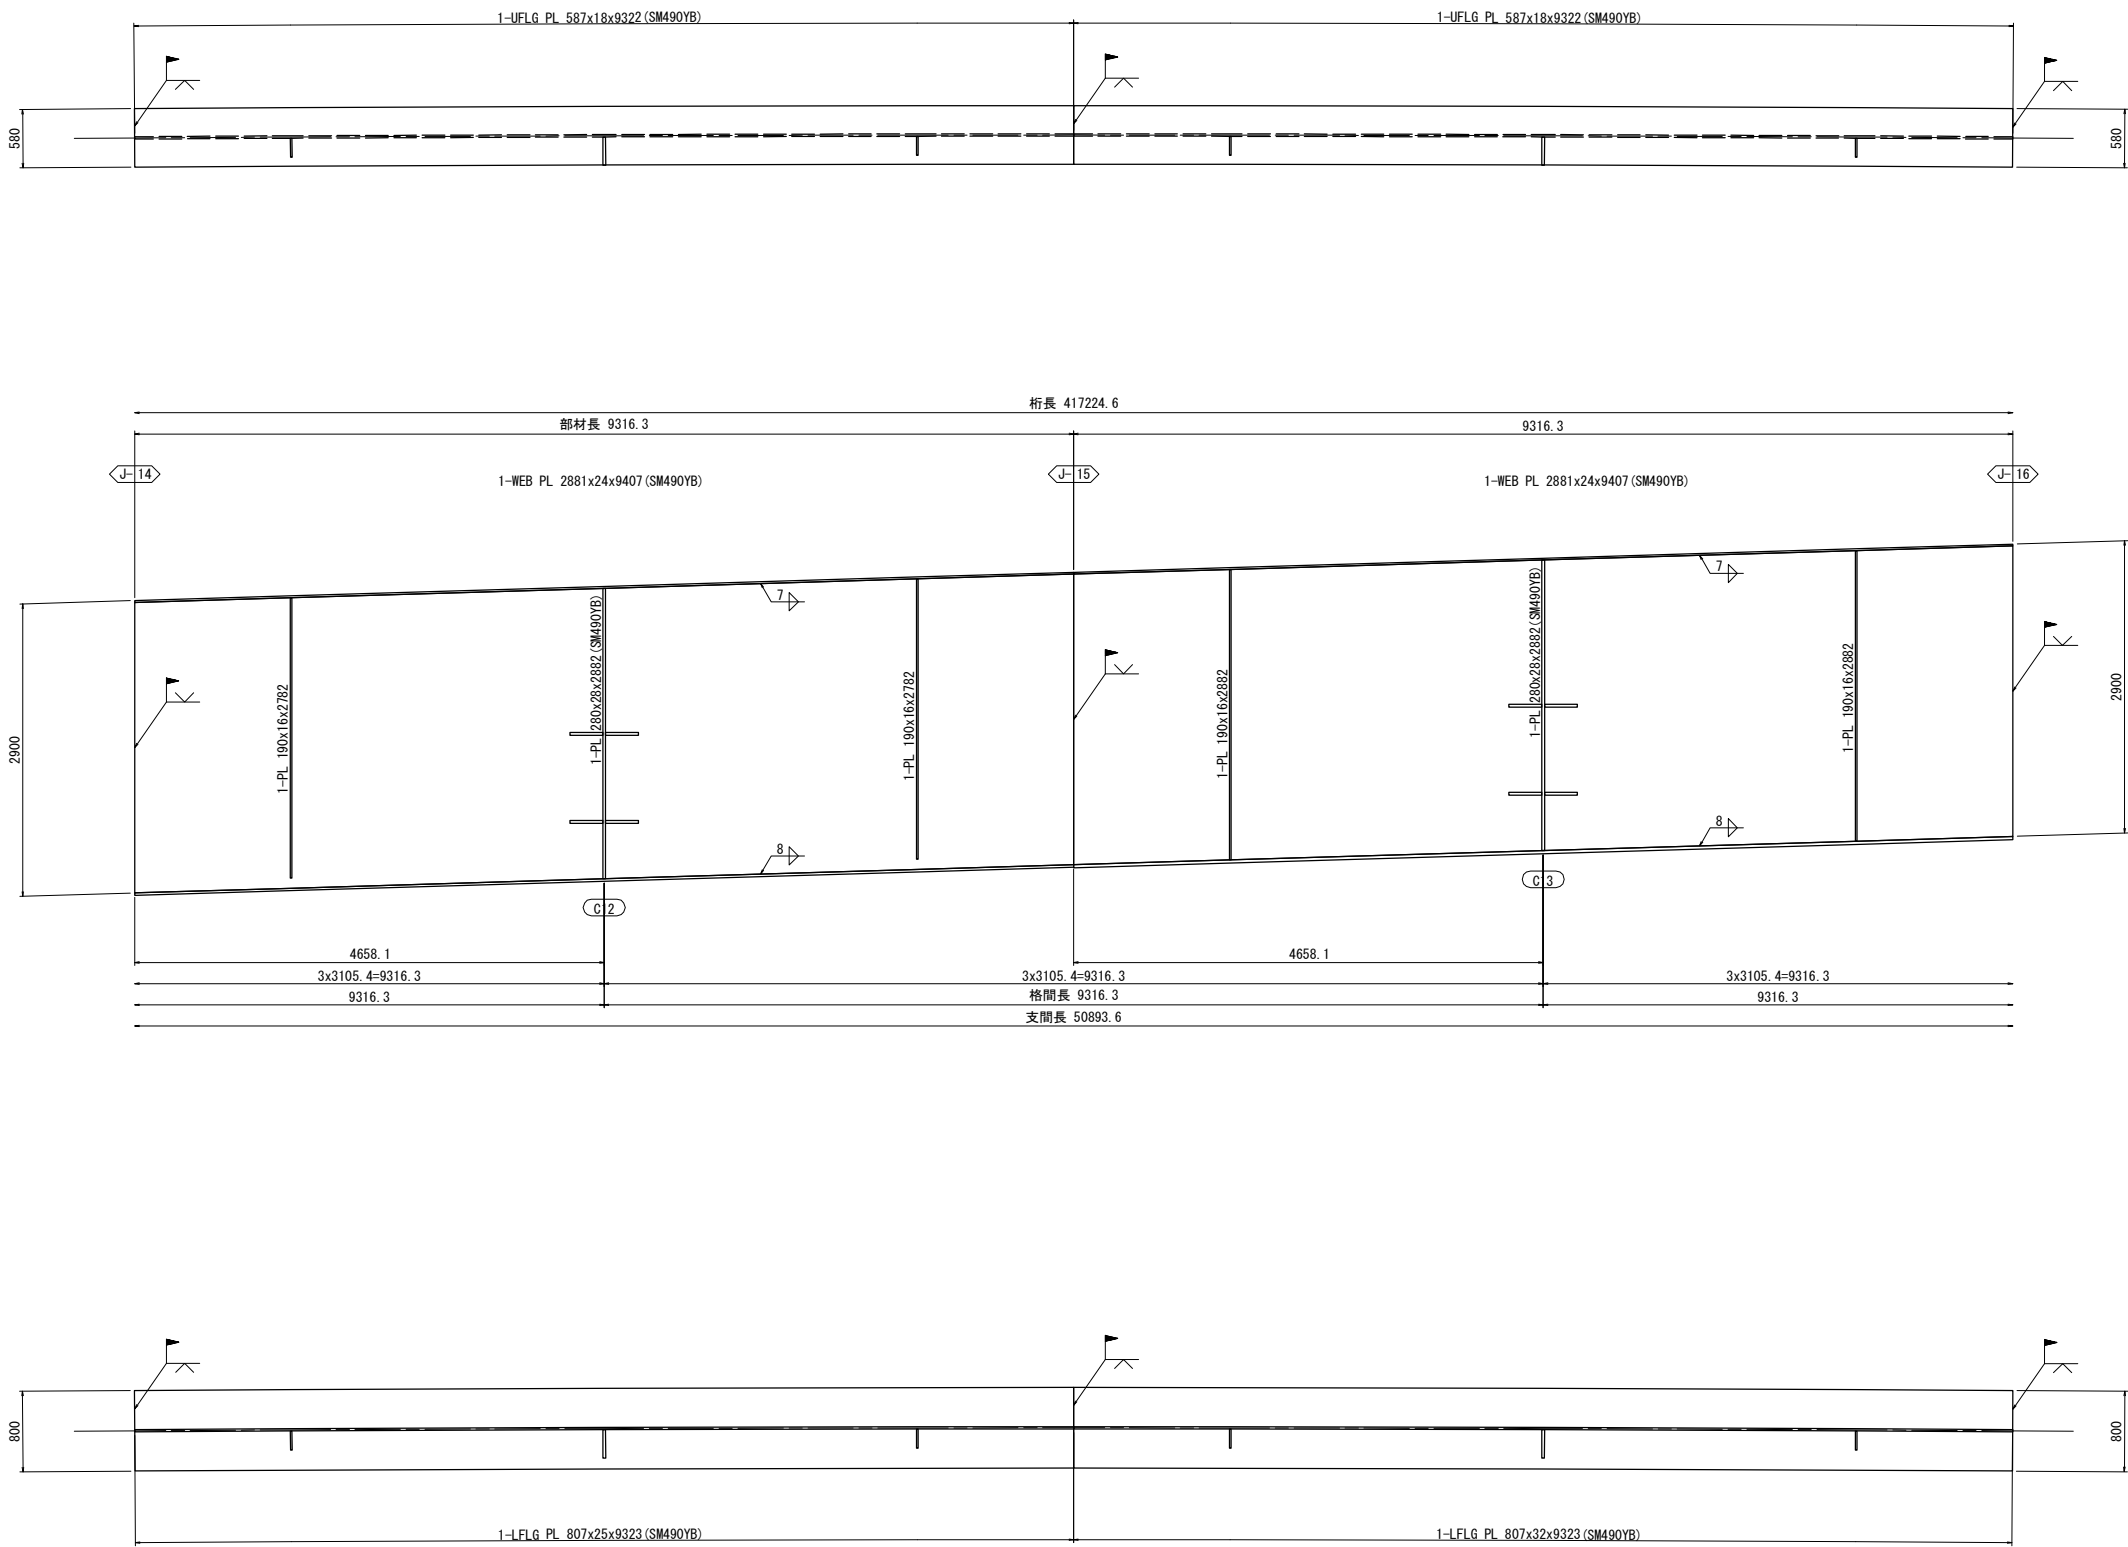 1-UFLG PL 587x18x9322(SM490YB)
1-UFLG PL 587x18x9322(SM490YB)
580
580
桁長 417224.6
部材長 9316.3
9316.3
J-14
J-15
J-16
1-WEB PL 2881x24x9407(SM490YB)
1-WEB PL 2881x24x9407(SM490YB)
2900
1-PL 190x16x2782
1-PL 280x28x2882(SM490YB)
7
1-PL 190x16x2782
1-PL 190x16x2882
1-PL 280x28x2882(SM490YB)
7
1-PL 190x16x2882
2900
8
8
C12
C13
4658.1
4658.1
3x3105.4=9316.3
3x3105.4=9316.3
3x3105.4=9316.3
9316.3
格間長 9316.3
9316.3
支間長 50893.6
800
800
1-LFLG PL 807x25x9323(SM490YB)
1-LFLG PL 807x32x9323(SM490YB)